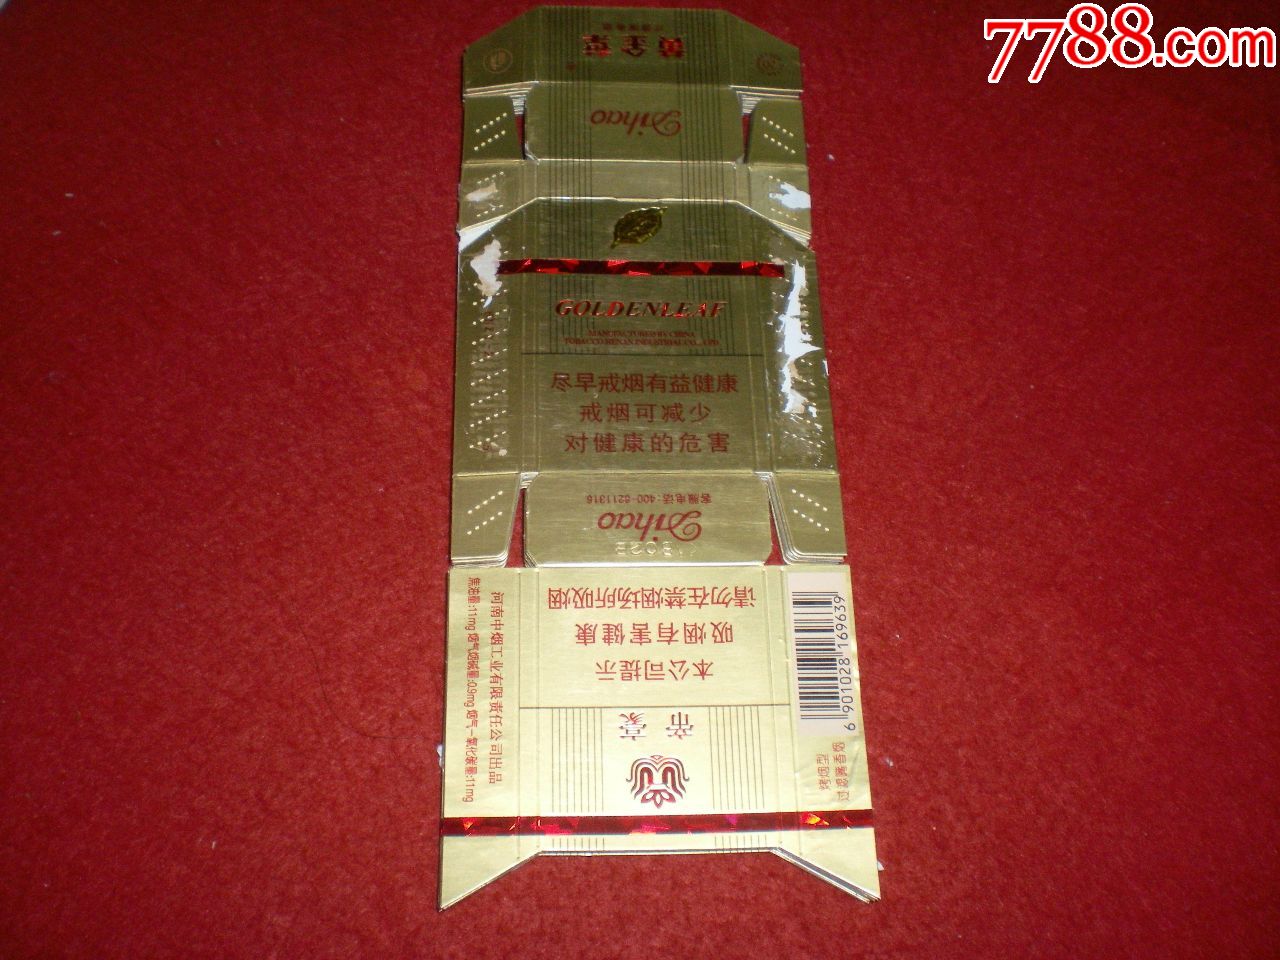 7788.com
黄金叶
Dihao
GOLDENLEAF
MANUFACTURED BY CHINA
TOBACCO HENAN INDUSTRIAL CO., LTD
尽早戒烟有益健康
戒烟可减少
对健康的危害
客服电话:400-6211316
Dihao
本公司提示
吸烟有害健康
请勿在禁烟场所吸烟
帝豪
河南中烟工业有限责任公司出品
焦油量:11mg 烟气烟碱量:0.9mg 烟气一氧化碳量:11mg
6 901028 169639
烤烟型
过滤嘴香烟